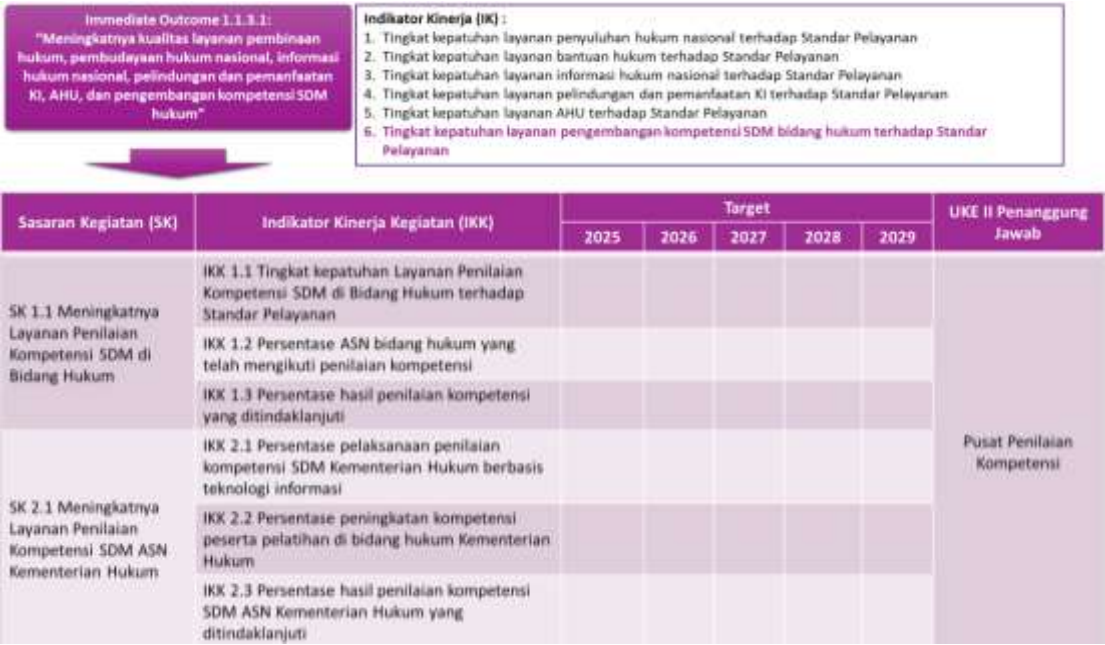 Immediate Outcome 1.1.3.1:
"Meningkatnya kualitas layanan pembinaan
hukum, pembudayaan hukum nasional, informasi
hukum nasional, pelindungan dan pemanfaatan
KI, AHU, dan pengembangan kompetensi SDM
hukum"
Indikator Kinerja (IK) :
1. Tingkat kepatuhan layanan penyuluhan hukum nasional terhadap Standar Pelayanan
2. Tingkat kepatuhan layanan bantuan hukum terhadap Standar Pelayanan
3. Tingkat kepatuhan layanan informasi hukum nasional terhadap Standar Pelayanan
4. Tingkat kepatuhan layanan pelindungan dan pemanfaatan KI terhadap Standar Pelayanan
5. Tingkat kepatuhan layanan AHU terhadap Standar Pelayanan
6. Tingkat kepatuhan layanan pengembangan kompetensi SDM bidang hukum terhadap Standar
Pelayanan
Sasaran Kegiatan (SK)
Indikator Kinerja Kegiatan (IKK)
Target
2025 2026 2027 2028 2029
UKE II Penanggung
Jawab
SK 1.1 Meningkatnya
Layanan Penilaian
Kompetensi SDM di
Bidang Hukum
IKK 1.1 Tingkat kepatuhan Layanan Penilaian
Kompetensi SDM di Bidang Hukum terhadap
Standar Pelayanan
IKK 1.2 Persentase ASN bidang hukum yang
telah mengikuti penilaian kompetensi
IKK 1.3 Persentase hasil penilaian kompetensi
yang ditindaklanjuti
SK 2.1 Meningkatnya
Layanan Penilaian
Kompetensi SDM ASN
Kementerian Hukum
IKK 2.1 Persentase pelaksanaan penilaian
kompetensi SDM Kementerian Hukum berbasis
teknologi informasi
IKK 2.2 Persentase peningkatan kompetensi
peserta pelatihan di bidang hukum Kementerian
Hukum
IKK 2.3 Persentase hasil penilaian kompetensi
SDM ASN Kementerian Hukum yang
ditindaklanjuti
Pusat Penilaian
Kompetensi